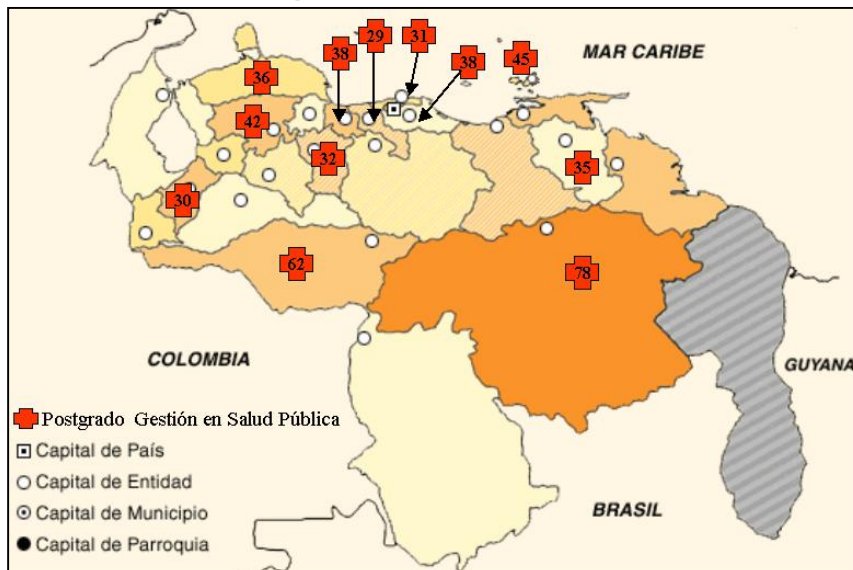 29
31
38
38
45
MAR CARIBE
36
42
32
35
30
62
78
COLOMBIA
GUYANA
Postgrado Gestión en Salud Pública
Capital de País
Capital de Entidad
Capital de Municipio
BRASIL
Capital de Parroquia